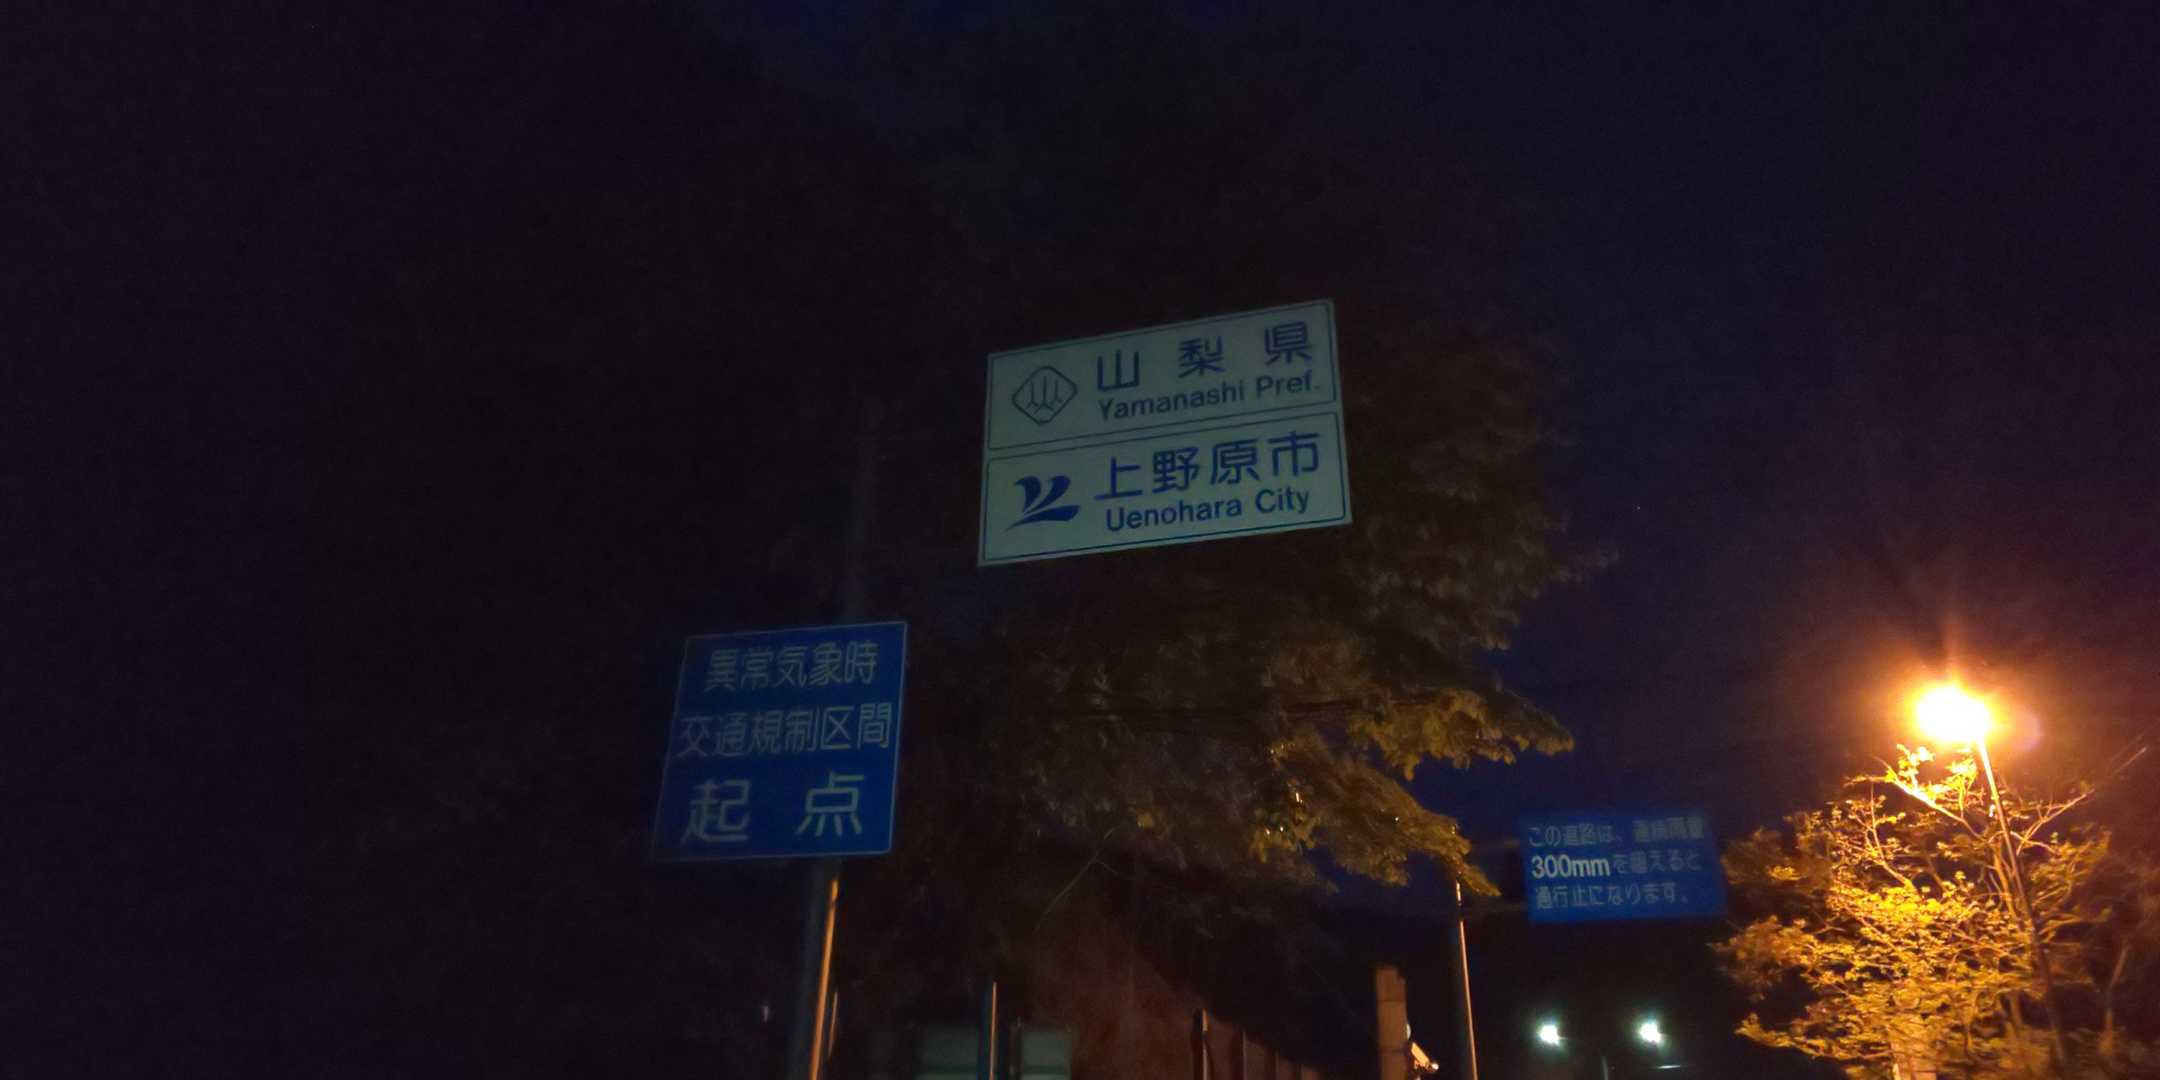 山梨県
Yamanashi Pref.
上野原市
Uenohara City
異常気象時
交通規制区間
起点
この道路は、連続雨量
300mmを超えると
通行止になります。